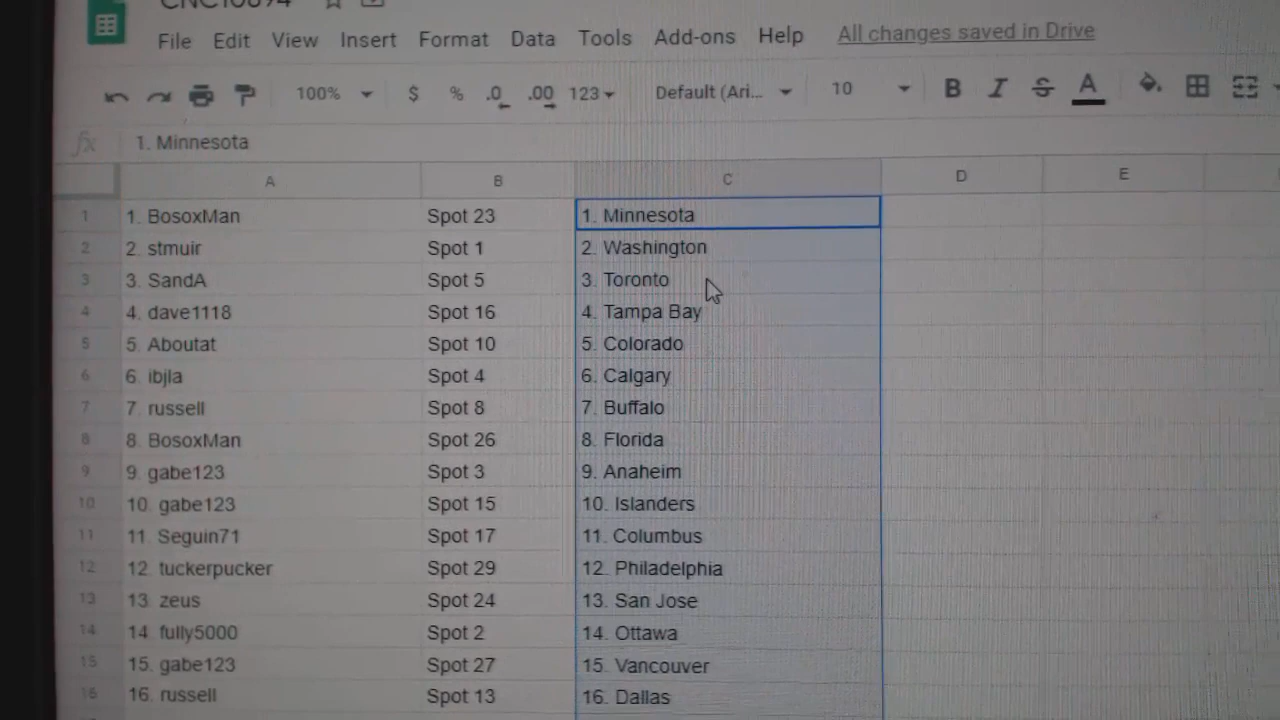 File Edit View Insert Format Data Tools Add-ons Help All changes saved in Drive
100% $ % .0 .00 123 Default (Ari... 10 B I S A
fx 1. Minnesota
A B C D E
1 1. BosoxMan Spot 23 1. Minnesota
2 2. stmuir Spot 1 2. Washington
3 3. SandA Spot 5 3. Toronto
4 4. dave1118 Spot 16 4. Tampa Bay
5 5. Aboutat Spot 10 5. Colorado
6 6. ibjla Spot 4 6. Calgary
7 7. russell Spot 8 7. Buffalo
8 8. BosoxMan Spot 26 8. Florida
9 9. gabe123 Spot 3 9. Anaheim
10 10. gabe123 Spot 15 10. Islanders
11 11. Seguin71 Spot 17 11. Columbus
12 12. tuckerpucker Spot 29 12. Philadelphia
13 13. zeus Spot 24 13. San Jose
14 14. fully5000 Spot 2 14. Ottawa
15 15. gabe123 Spot 27 15. Vancouver
16 16. russell Spot 13 16. Dallas